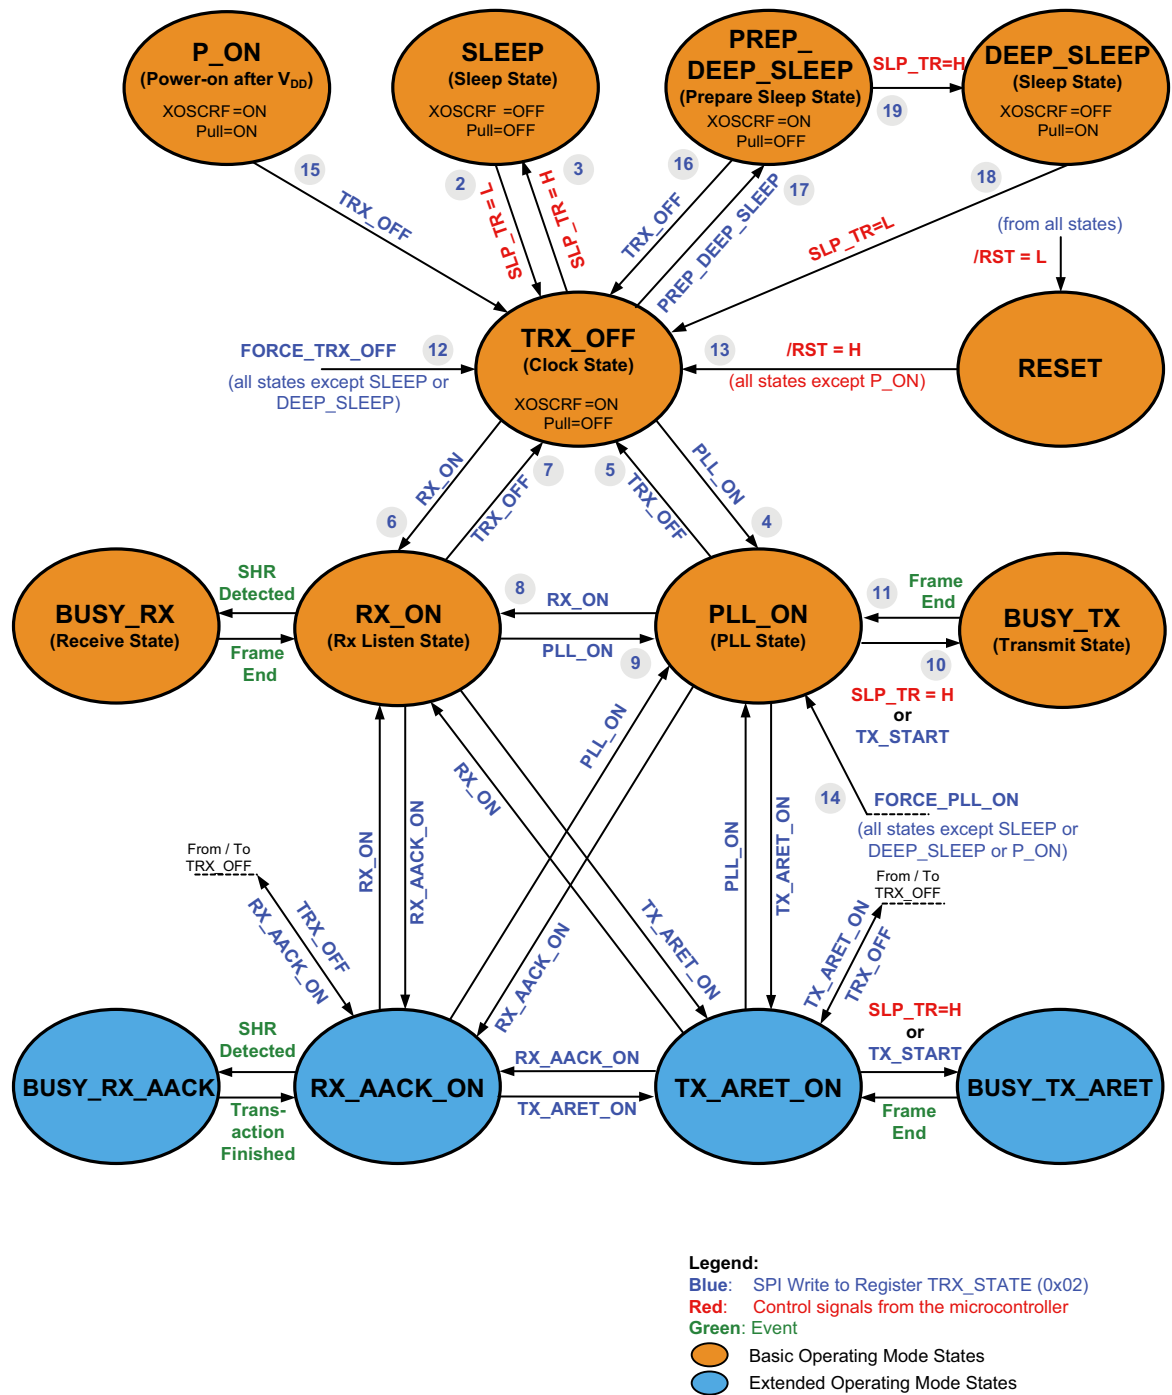 P_ON
(Power-on after VDD)
XOSCRF=ON
Pull=ON
SLEEP
(Sleep State)
XOSCRF =OFF
Pull=OFF
PREP_
DEEP_SLEEP
(Prepare Sleep State)
XOSCRF=ON
Pull=OFF
SLP_TR=H
19
DEEP_SLEEP
(Sleep State)
XOSCRF=OFF
Pull=ON
15
TRX_OFF
2
SLP_TR = L
3
SLP_TR = H
16
TRX_OFF
17
PREP_DEEP_SLEEP
18
SLP_TR=L
(from all states)
/RST = L
FORCE_TRX_OFF
12
(all states except SLEEP or
DEEP_SLEEP)
TRX_OFF
(Clock State)
XOSCRF=ON
Pull=OFF
13
/RST = H
(all states except P_ON)
RESET
RX_ON
6
TRX_OFF
7
5
TRX_OFF
PLL_ON
4
BUSY_RX
(Receive State)
SHR
Detected
Frame
End
RX_ON
(Rx Listen State)
8
RX_ON
PLL_ON
9
PLL_ON
(PLL State)
11
Frame
End
10
SLP_TR = H
or
TX_START
BUSY_TX
(Transmit State)
14
FORCE_PLL_ON
(all states except SLEEP or
DEEP_SLEEP or P_ON)
From / To
TRX_OFF
TRX_OFF
RX_AACK_ON
RX_ON
RX_AACK_ON
RX_ON
PLL_ON
RX_AACK_ON
TX_ARET_ON
PLL_ON
TX_ARET_ON
From / To
TRX_OFF
TX_ARET_ON
TRX_OFF
BUSY_RX_AACK
SHR
Detected
Trans-
action
Finished
RX_AACK_ON
RX_AACK_ON
TX_ARET_ON
TX_ARET_ON
SLP_TR=H
or
TX_START
Frame
End
BUSY_TX_ARET
Legend:
Blue: SPI Write to Register TRX_STATE (0x02)
Red: Control signals from the microcontroller
Green: Event
Basic Operating Mode States
Extended Operating Mode States